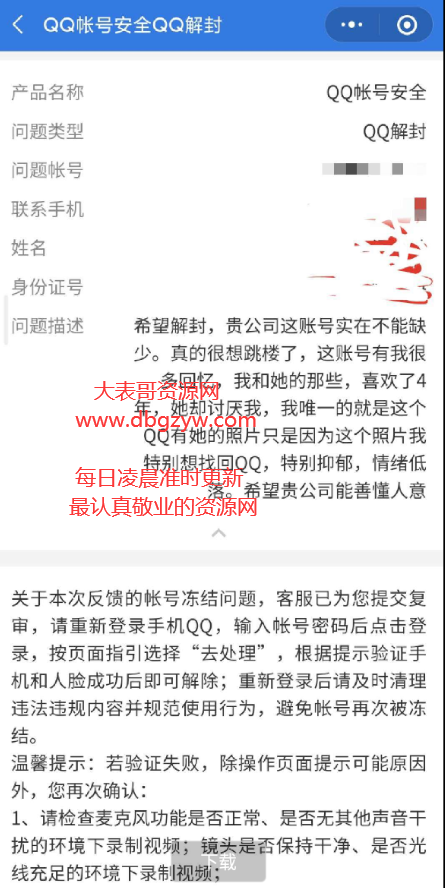 QQ帐号安全QQ解封
产品名称 QQ帐号安全
问题类型 QQ解封
问题帐号
联系手机
姓名
身份证号
问题描述 希望解封，贵公司这账号实在不能缺
少。真的很想跳楼了，这账号有我很
多回忆，我和她的那些，喜欢了4
大表哥资源网
年，她却讨厌我，我唯一的就是这个
www.dbgzyw.com
QQ有她的照片只是因为这个照片我
特别想找回QQ，特别抑郁，情绪低
每日凌晨准时更新
落。希望贵公司能善懂人意
最认真敬业的资源网
关于本次反馈的帐号冻结问题，客服已为您提交复
审，请重新登录手机QQ，输入帐号密码后点击登
录，按页面指引选择“去处理”，根据提示验证手
机和人脸成功后即可解除；重新登录后请及时清理
违法违规内容并规范使用行为，避免帐号再次被冻
结。
温馨提示：若验证失败，除操作页面提示可能原因
外，您再次确认：
1、请检查麦克风功能是否正常、是否无其他声音干
扰的环境下录制视频；镜头是否保持干净、是否光
线充足的环境下录制视频；
下载